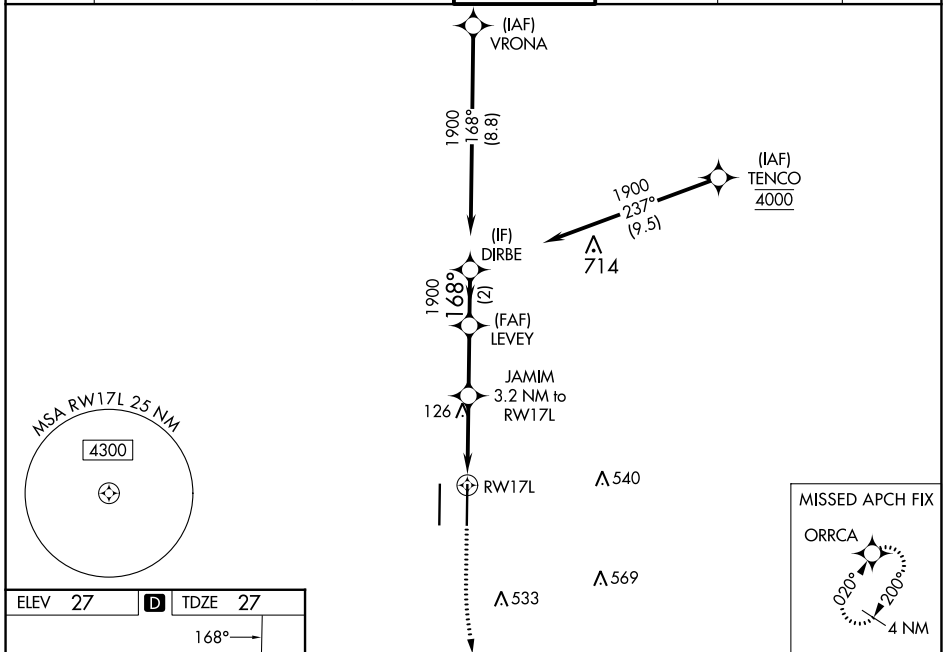 (IAF)
VRONA
1900
168°
(8.8)
(IAF)
TENCO
4000
1900
237°
(9.5)
714
(IF)
DIRBE
1900
168°
(2)
(FAF)
LEVEY
JAMIM
3.2 NM to
RW17L
126
MSA RW17L 25 NM
4300
RW17L
540
569
533
MISSED APCH FIX
ORRCA
020°
200°
4 NM
ELEV 27 D TDZE 27
168°